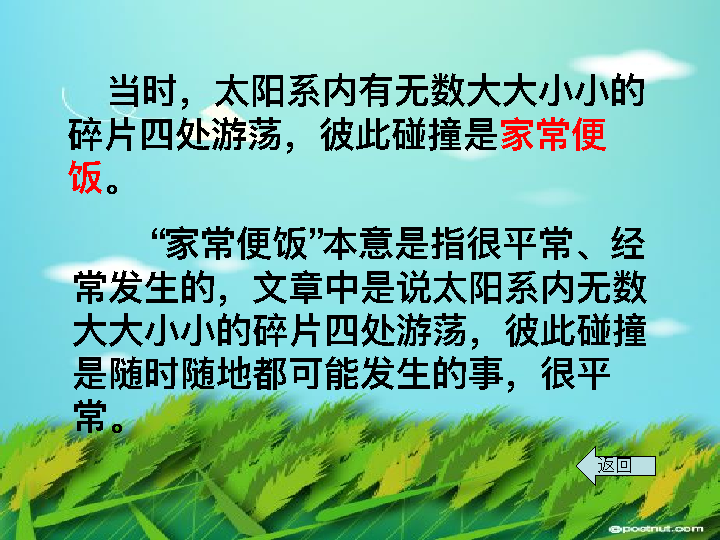 当时，太阳系内有无数大大小小的
碎片四处游荡，彼此碰撞是家常便
饭。
“家常便饭”本意是指很平常、经
常发生的，文章中是说太阳系内无数
大大小小的碎片四处游荡，彼此碰撞
是随时随地都可能发生的事，很平
常。
返回
@pootnut.com